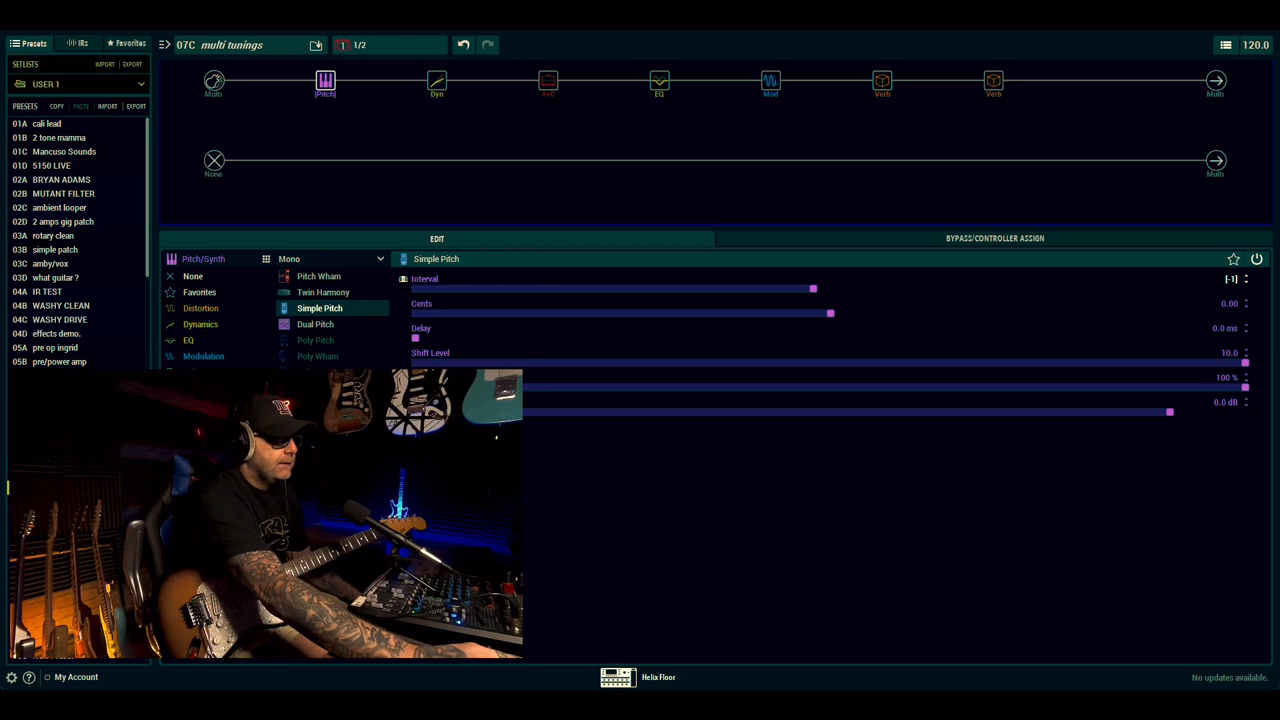 Presets IRs Favorites
07C multi tunings
1 1/2
120.0
SETLISTS IMPORT EXPORT
USER 1
PRESETS COPY PASTE IMPORT EXPORT
01A cali lead
01B 2 tone mamma
01C Mancuso Sounds
01D 5150 LIVE
02A BRYAN ADAMS
02B MUTANT FILTER
02C ambient looper
02D 2 amps gig patch
03A rotary clean
03B simple patch
03C amby/vox
03D what guitar ?
04A IR TEST
04B WASHY CLEAN
04C WASHY DRIVE
04D effects demo.
05A pre op ingrid
05B pre/power amp
Multi |Pitch| Dyn A+C EQ Mod Verb Verb Multi
None Multi
EDIT BYPASS/CONTROLLER ASSIGN
Pitch/Synth Mono
None
Favorites
Distortion
Dynamics
EQ
Modulation
Pitch Wham
Twin Harmony
Simple Pitch
Dual Pitch
Poly Pitch
Poly Wham
Simple Pitch
Interval [-1]
Cents 0.00
Delay 0.0 ms
Shift Level 10.0
100 %
0.0 dB
My Account
Helix Floor
No updates available.